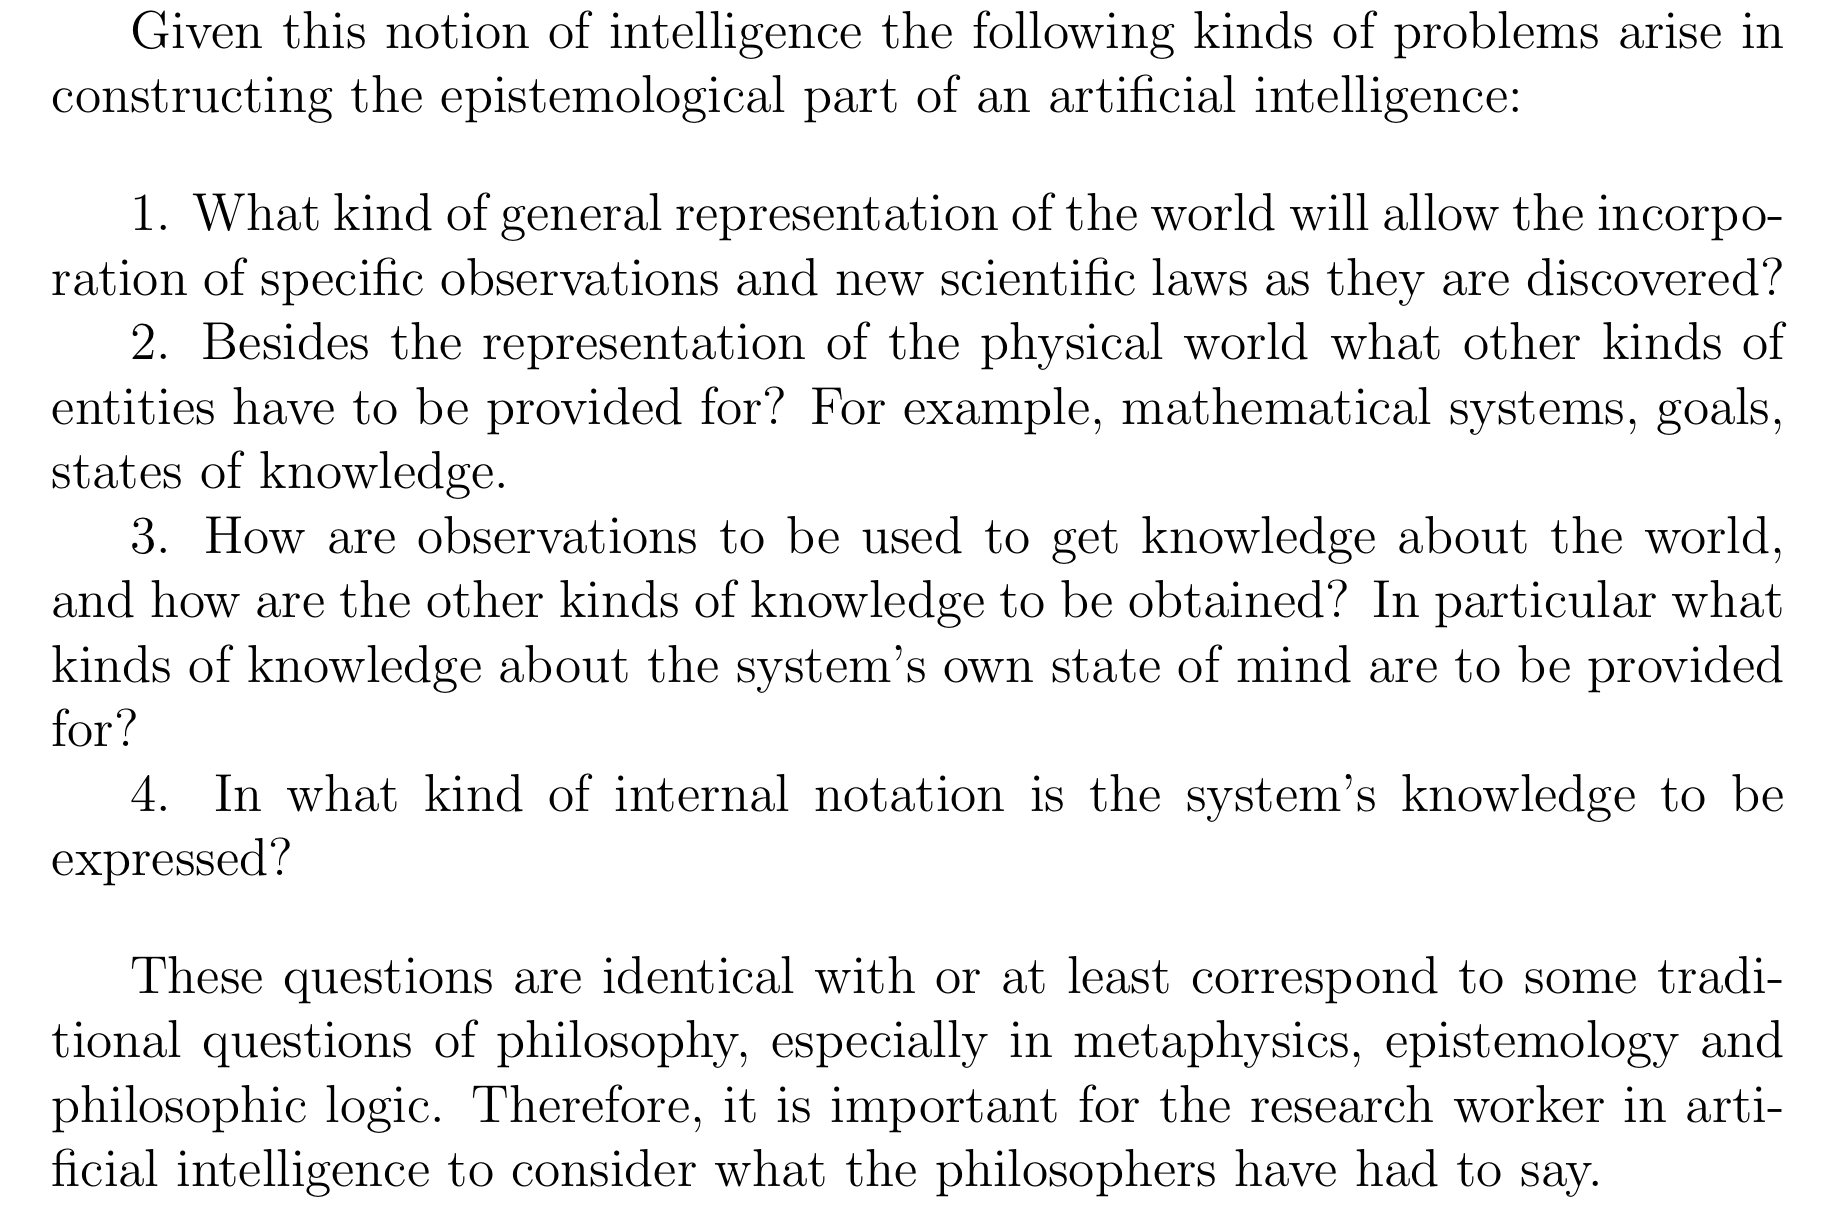 Given this notion of intelligence the following kinds of problems arise in
constructing the epistemological part of an artificial intelligence:
1. What kind of general representation of the world will allow the incorpo-
ration of specific observations and new scientific laws as they are discovered?
2. Besides the representation of the physical world what other kinds of
entities have to be provided for? For example, mathematical systems, goals,
states of knowledge.
3. How are observations to be used to get knowledge about the world,
and how are the other kinds of knowledge to be obtained? In particular what
kinds of knowledge about the system's own state of mind are to be provided
for?
4. In what kind of internal notation is the system's knowledge to be
expressed?
These questions are identical with or at least correspond to some tradi-
tional questions of philosophy, especially in metaphysics, epistemology and
philosophic logic. Therefore, it is important for the research worker in arti-
ficial intelligence to consider what the philosophers have had to say.